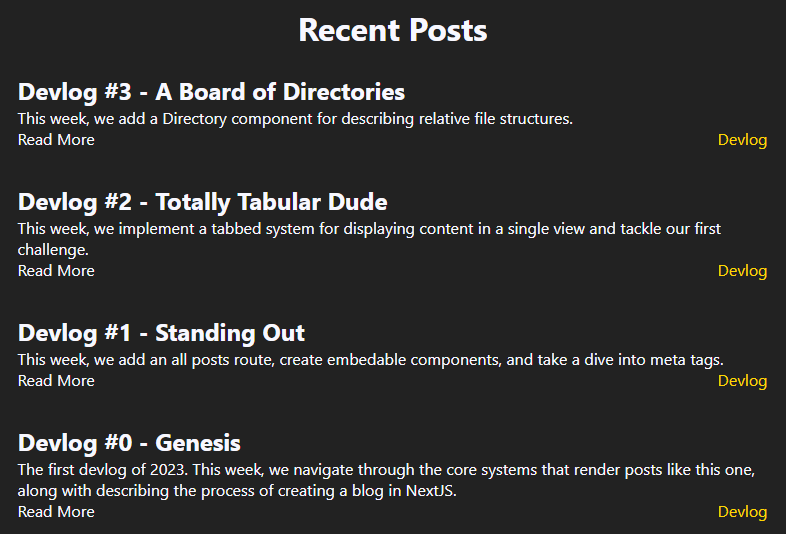 Recent Posts
Devlog #3 - A Board of Directories
This week, we add a Directory component for describing relative file structures.
Read More
Devlog
Devlog #2 - Totally Tabular Dude
This week, we implement a tabbed system for displaying content in a single view and tackle our first
challenge.
Read More
Devlog
Devlog #1 - Standing Out
This week, we add an all posts route, create embedable components, and take a dive into meta tags.
Read More
Devlog
Devlog #0 - Genesis
The first devlog of 2023. This week, we navigate through the core systems that render posts like this one,
along with describing the process of creating a blog in NextJS.
Read More
Devlog